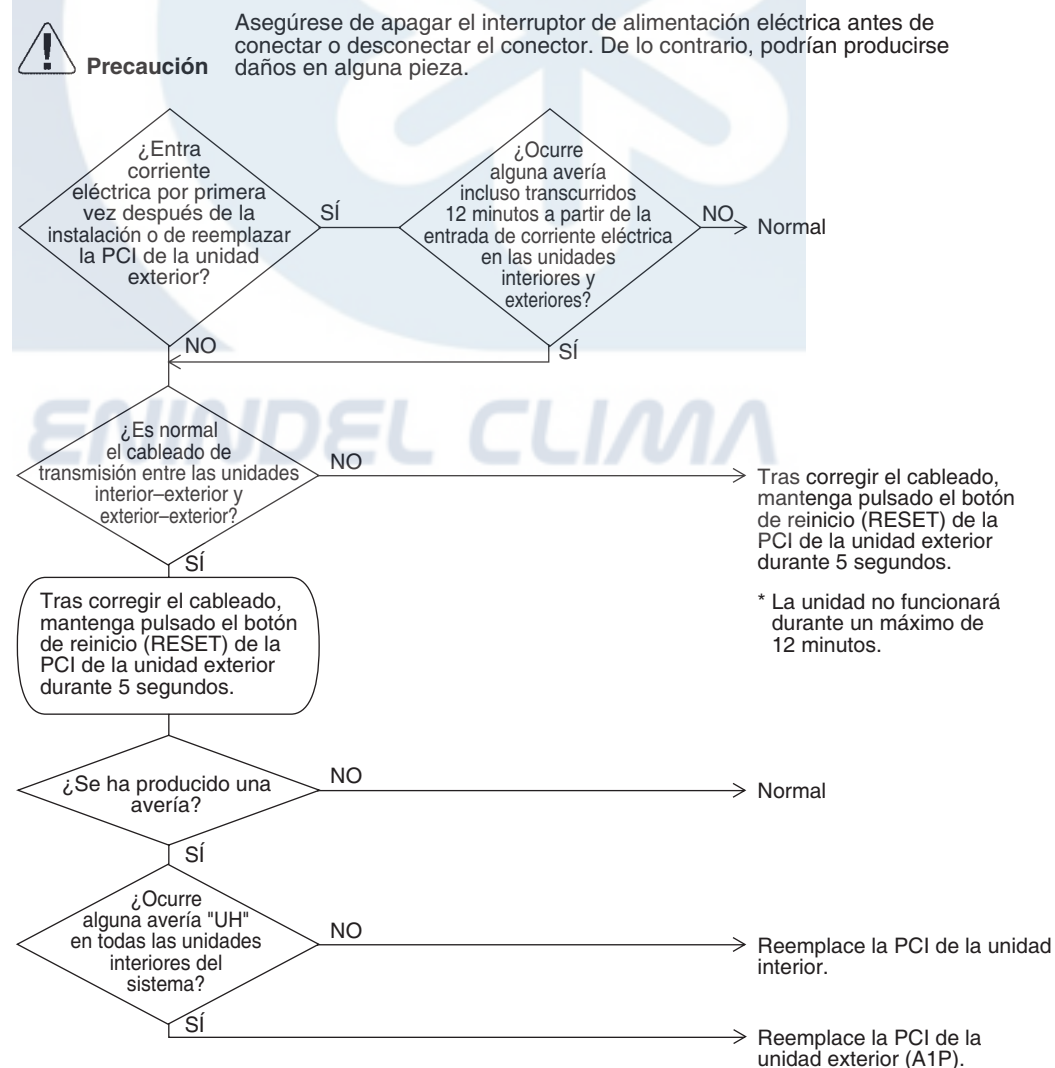 Asegúrese de apagar el interruptor de alimentación eléctrica antes de
conectar o desconectar el conector. De lo contrario, podrían producirse
Precaución daños en alguna pieza.
¿Entra
corriente
eléctrica por primera
vez después de la
instalación o de reemplazar
la PCI de la unidad
exterior?
SÍ
¿Ocurre
alguna avería
incluso transcurridos
12 minutos a partir de la
entrada de corriente eléctrica
en las unidades
interiores y
exteriores?
NO
Normal
NO
SÍ
ENINDEL CLIMA
¿Es normal
el cableado de
transmisión entre las unidades
interior–exterior y
exterior–exterior?
NO
Tras corregir el cableado,
mantenga pulsado el botón
de reinicio (RESET) de la
PCI de la unidad exterior
durante 5 segundos.
* La unidad no funcionará
durante un máximo de
12 minutos.
SÍ
Tras corregir el cableado,
mantenga pulsado el botón
de reinicio (RESET) de la
PCI de la unidad exterior
durante 5 segundos.
¿Se ha producido una
avería?
NO
Normal
SÍ
¿Ocurre
alguna avería "UH"
en todas las unidades
interiores del
sistema?
NO
Reemplace la PCI de la unidad
interior.
SÍ
Reemplace la PCI de la
unidad exterior (A1P).